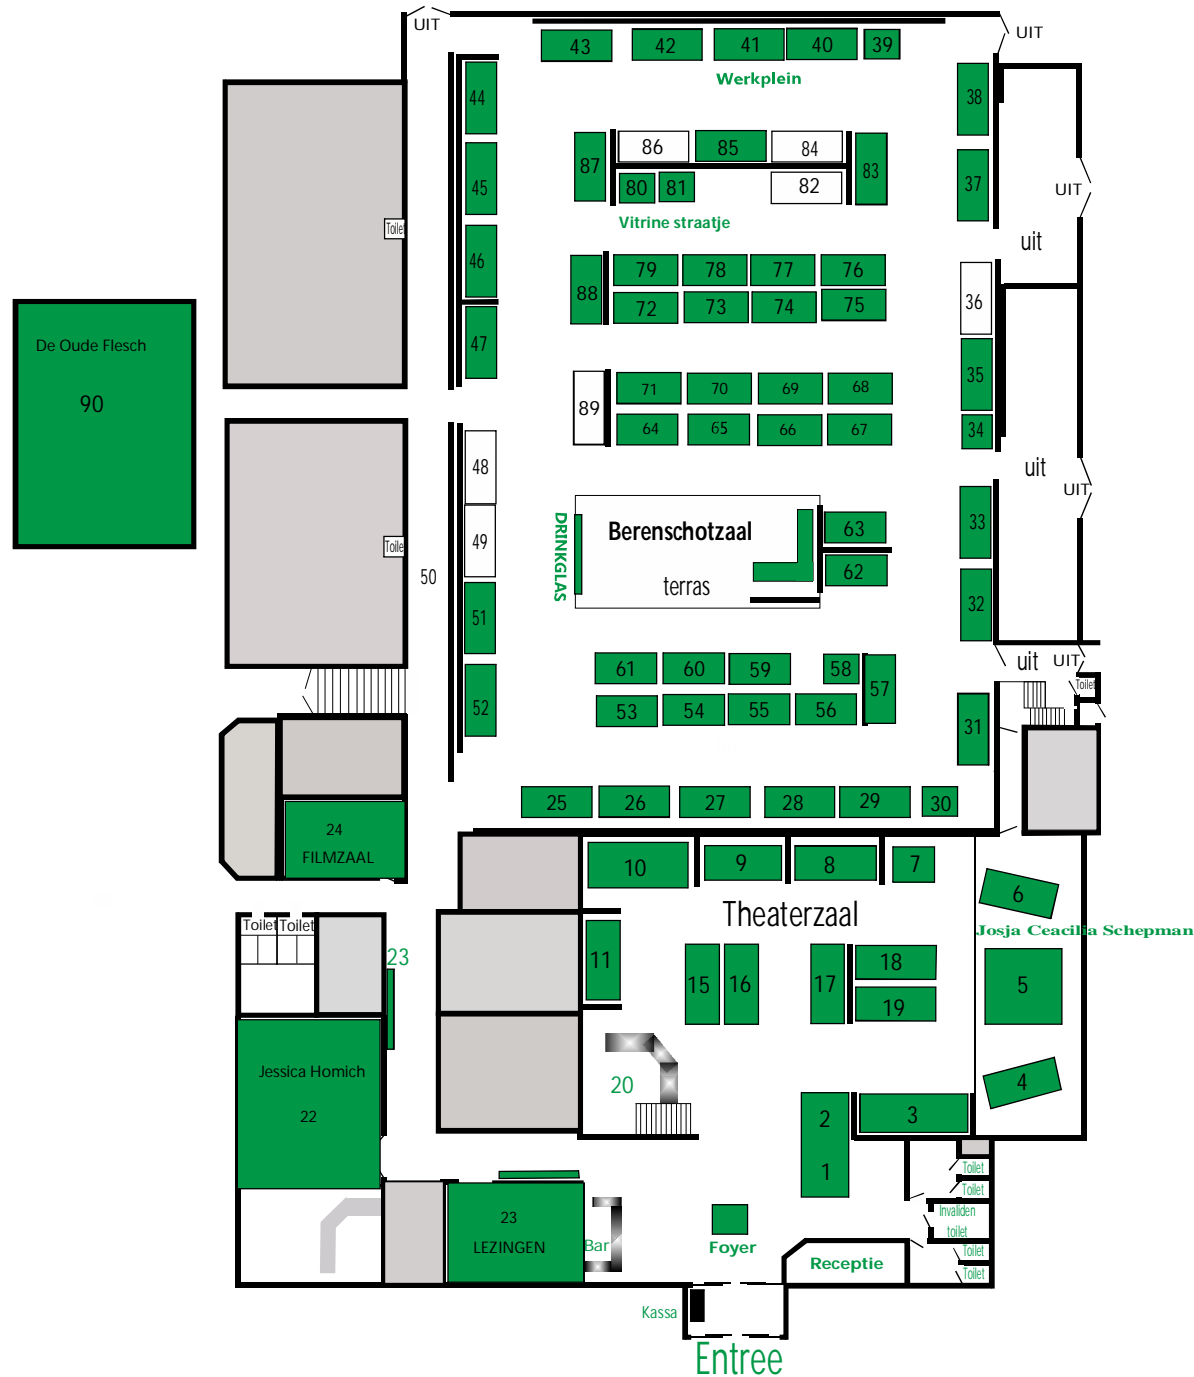 UIT
UIT
43
42
41
40
39
Werkplein
44
38
86
85
84
87
83
45
80
81
82
37
UIT
Vitrine straatje
Toilet
uit
46
79
78
77
76
88
36
72
73
74
75
47
De Oude Flesch
90
35
71
70
69
68
89
64
65
66
67
34
48
uit
UIT
49
DRINKGLAS
Berenschotzaal
63
33
Toilet
50
terras
62
51
32
61
60
59
58
uit
UIT
Toilet
57
52
53
54
55
56
31
25
26
27
28
29
30
24
FILMZAAL
10
9
8
7
6
Theaterzaal
Josja Ceacilia Schepman
Toilet
Toilet
23
11
15
16
17
18
19
5
Jessica Homich
22
20
4
2
3
1
Toilet
Toilet
Invaliden
toilet
23
LEZINGEN
Bar
Foyer
Receptie
Toilet
Toilet
Kassa
Entree